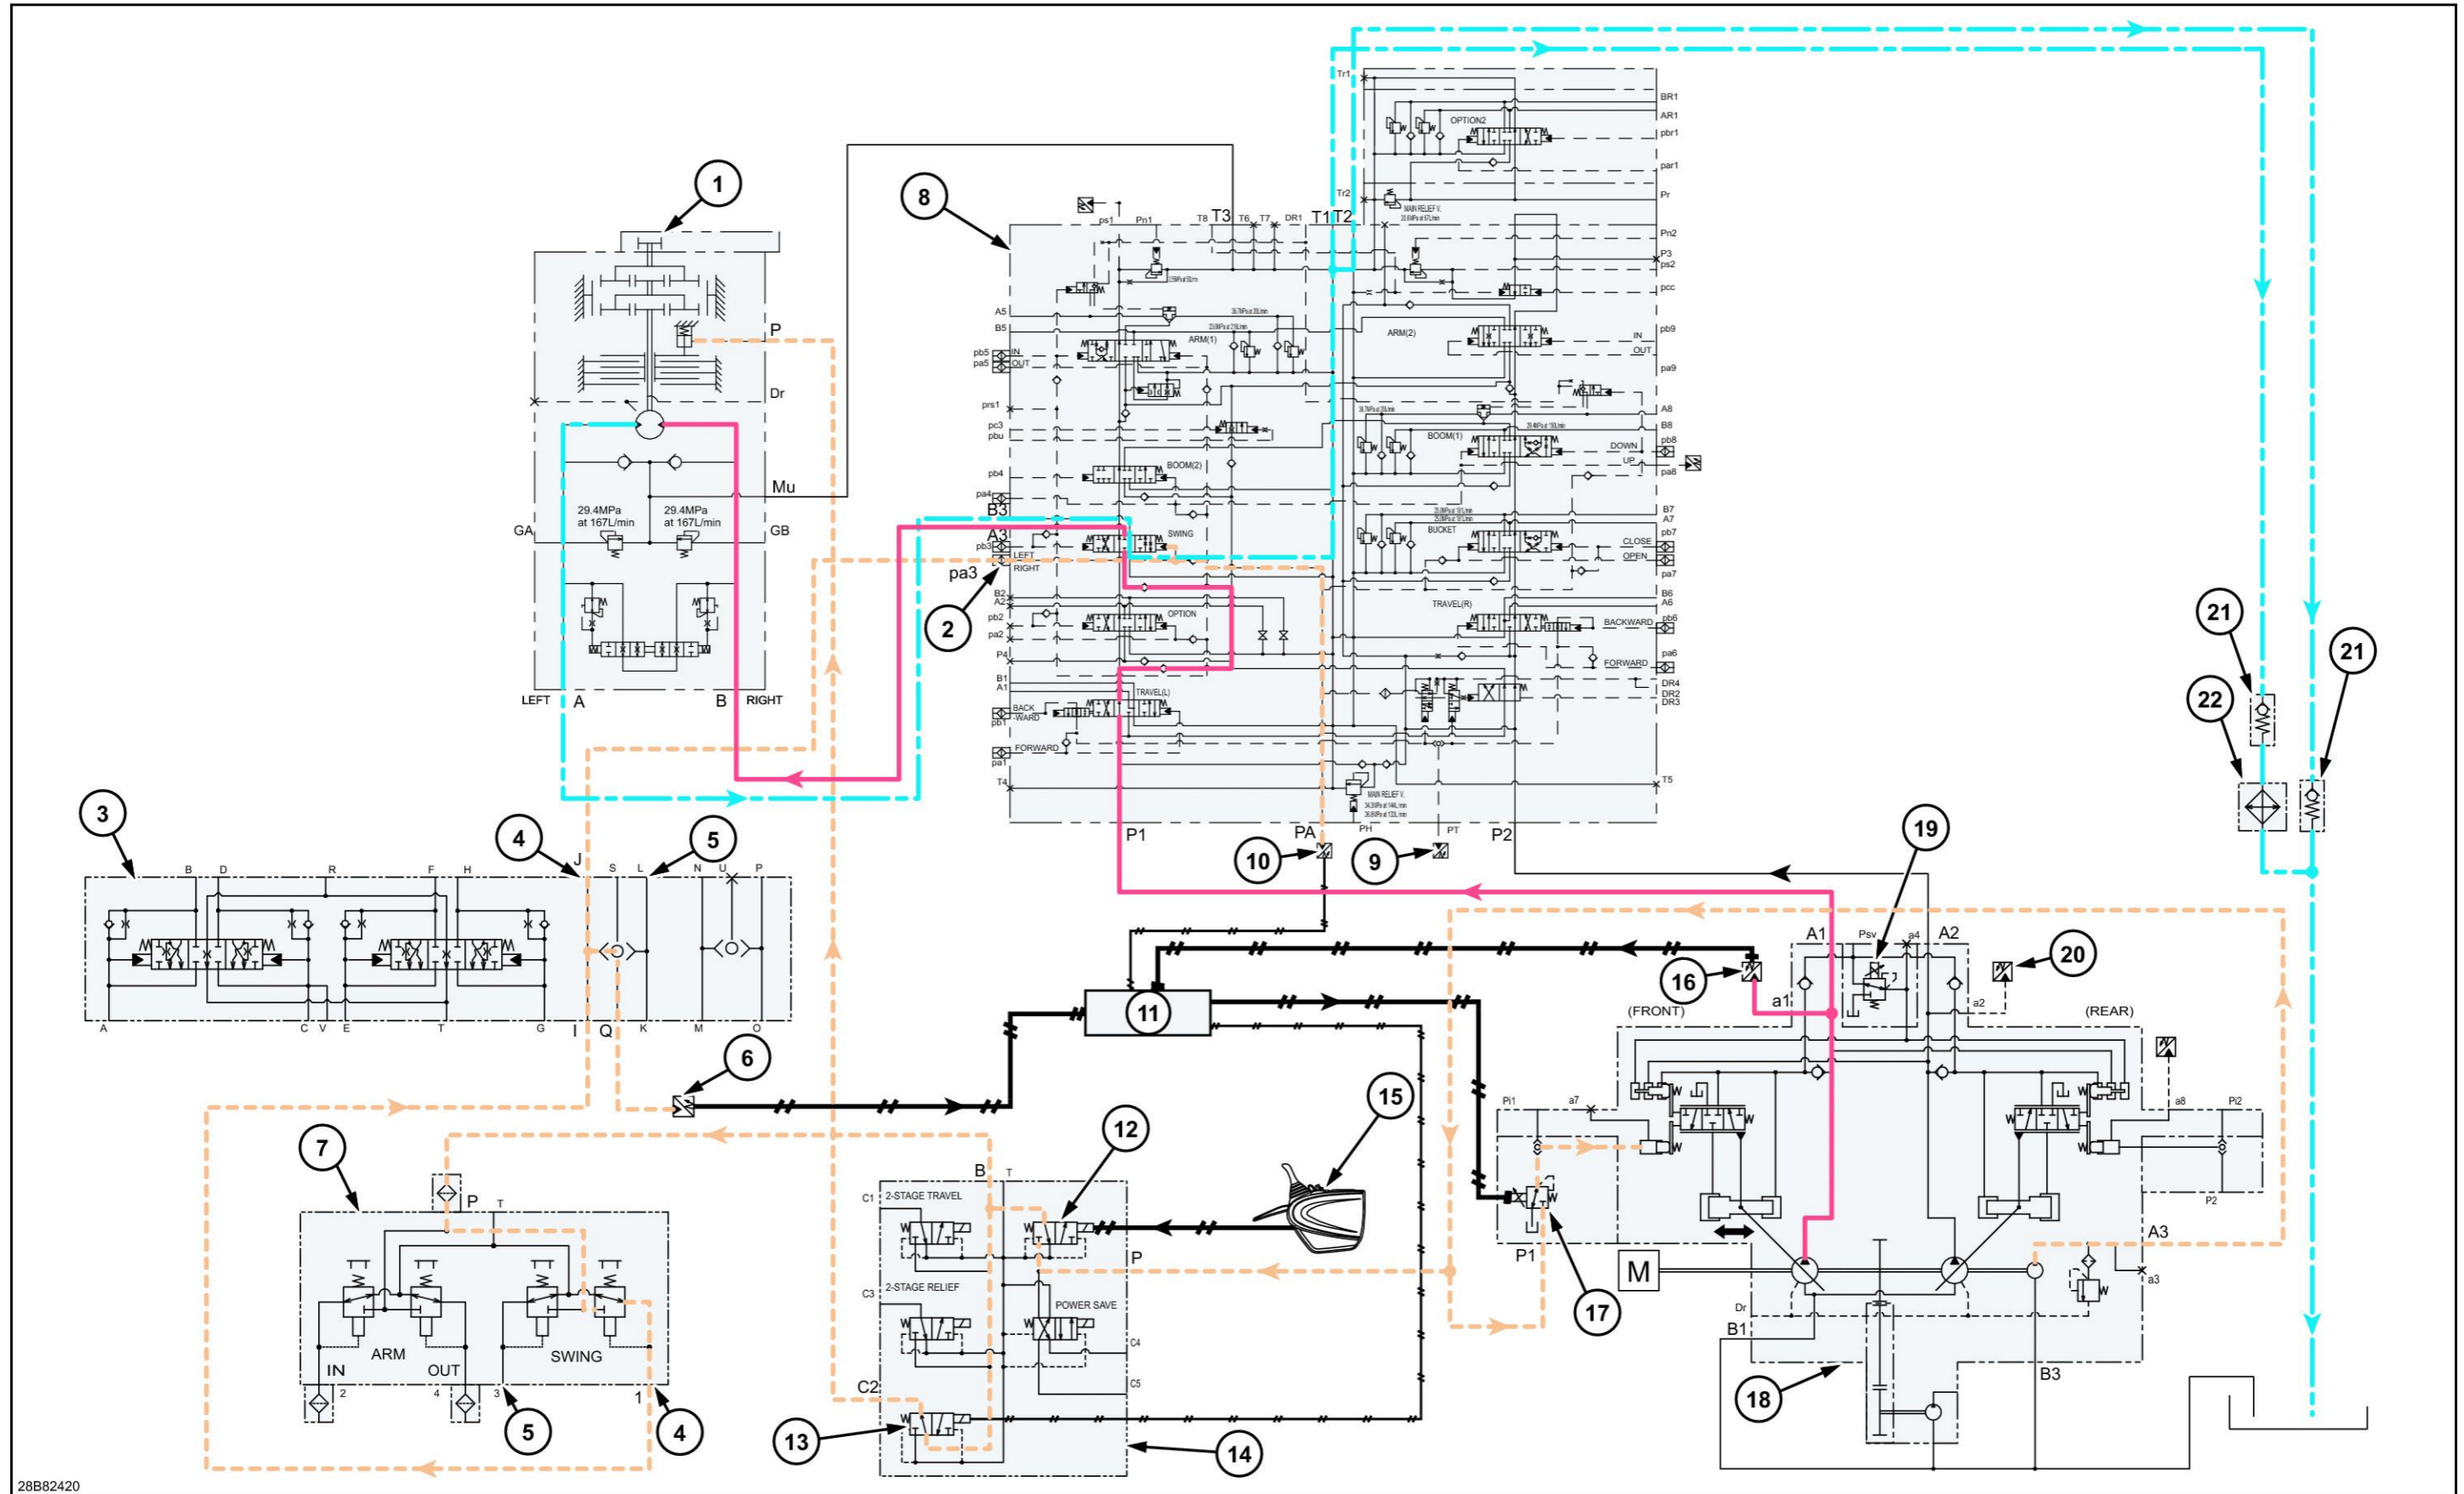 Tr1
BR1
AR1
OPTION2
pbr1
par1
Tr2
Pr
MAIN RELIEF V.
1
8
ps1
Pn1
T8
T3
T6
T7
DR1
T1
T2
Pn2
P3
ps2
pcc
P
A5
B5
ARM(1)
ARM(2)
pb9
IN
OUT
pb5
IN
pa5
OUT
pa9
Dr
prs1
A8
pc3
pbu
B8
BOOM(1)
pb8
DOWN
UP
pa8
pb4
BOOM(2)
pa4
Mu
B3
B7
A7
29.4MPa
at 167L/min
29.4MPa
at 167L/min
GA
GB
A3
SWING
BUCKET
pb7
pb3
LEFT
CLOSE
OPEN
RIGHT
pa3
pa7
2
B2
A2
B6
A6
pb2
OPTION
TRAVEL(R)
BACKWARD
pb6
pa2
P4
pa6
FORWARD
B1
A1
DR4
DR2
DR3
TRAVEL(L)
BACK
-WARD
pb1
FORWARD
pa1
T4
T5
MAIN RELIEF V.
LEFT
A
B
RIGHT
21
21
22
P1
PA
PH
PT
P2
10
9
19
3
4
5
J
B
D
R
F
H
S
L
N
U
P
A
C
V
E
T
G
I
Q
K
M
O
A1
Psv
a4
A2
16
20
a1
a2
(FRONT)
(REAR)
11
6
15
12
7
Pi1
a7
a8
Pi2
P
T
B
T
C1
2-STAGE TRAVEL
P
P1
17
P2
A3
a3
M
2-STAGE RELIEF
C3
POWER SAVE
C4
C5
Dr
B1
ARM
SWING
IN
OUT
2
4
3
1
C2
5
4
13
14
18
B3
28B82420